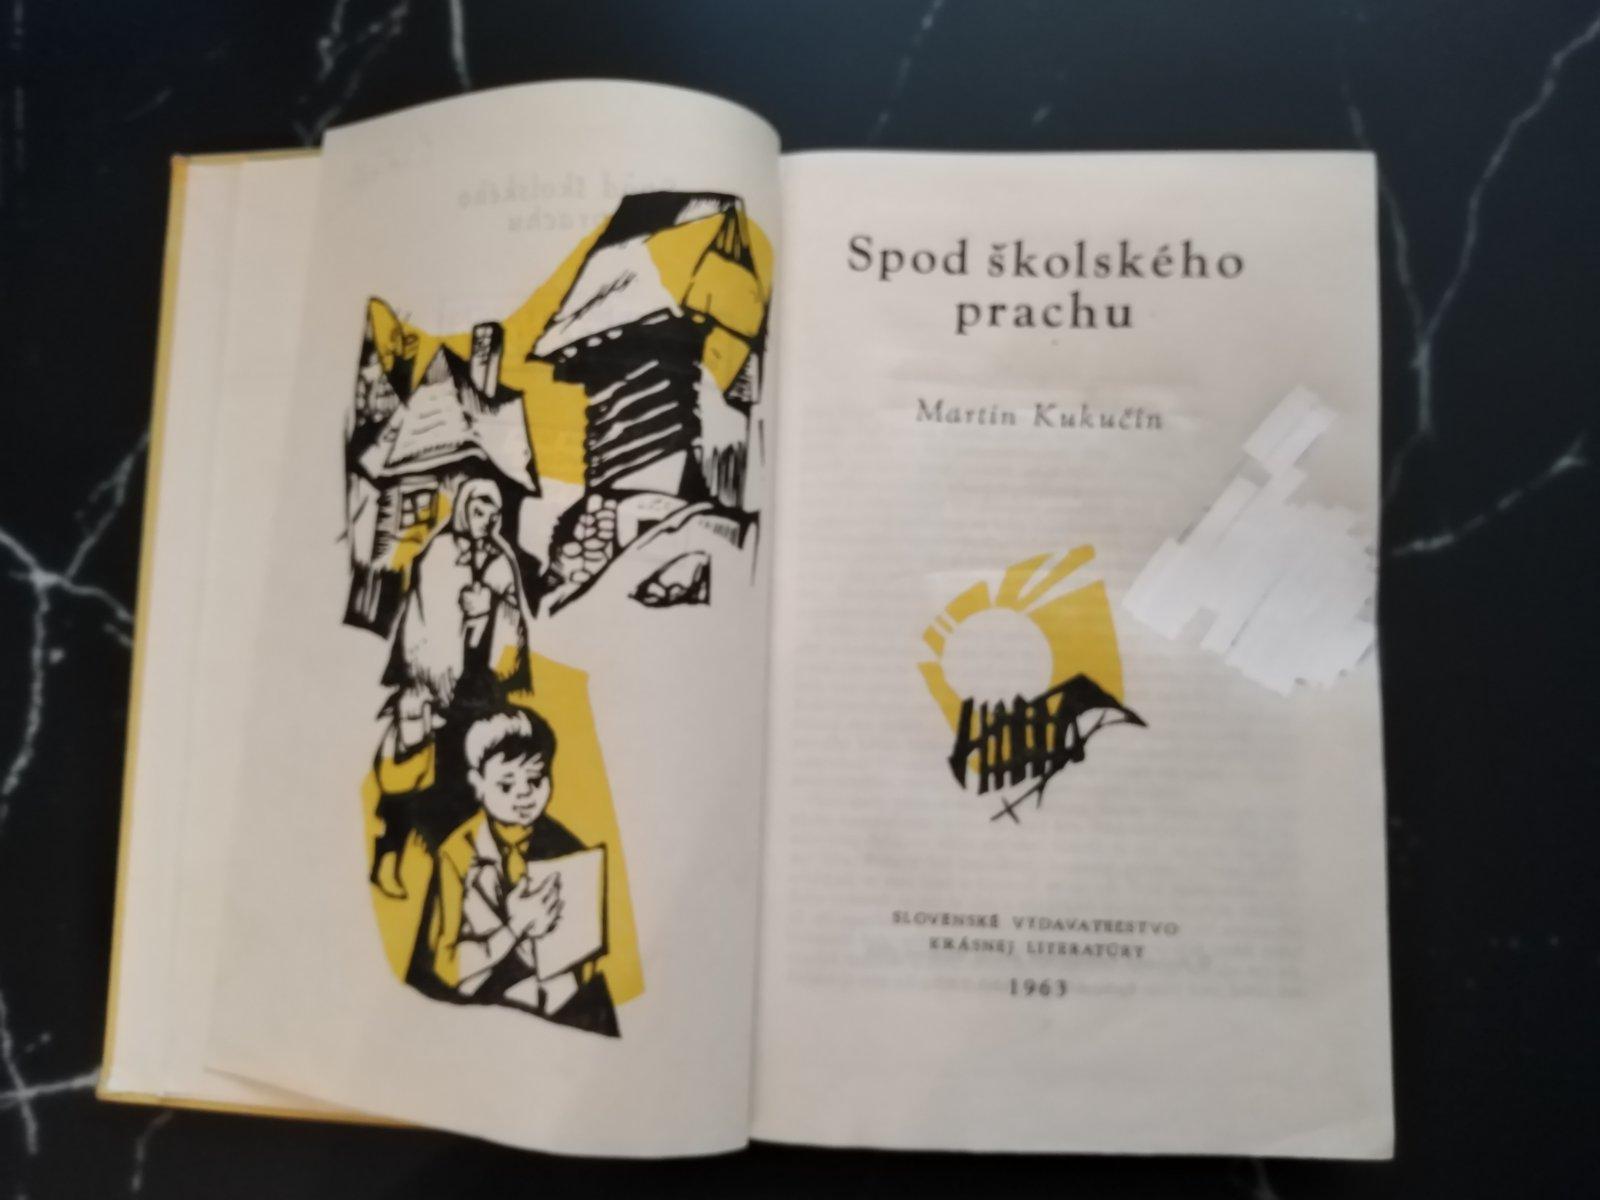 Spod školského
prachu
Martin Kukučín
SLOVENSKÉ VYDAVATEĽSTVO
KRÁSNEJ LITERATÚRY
1963